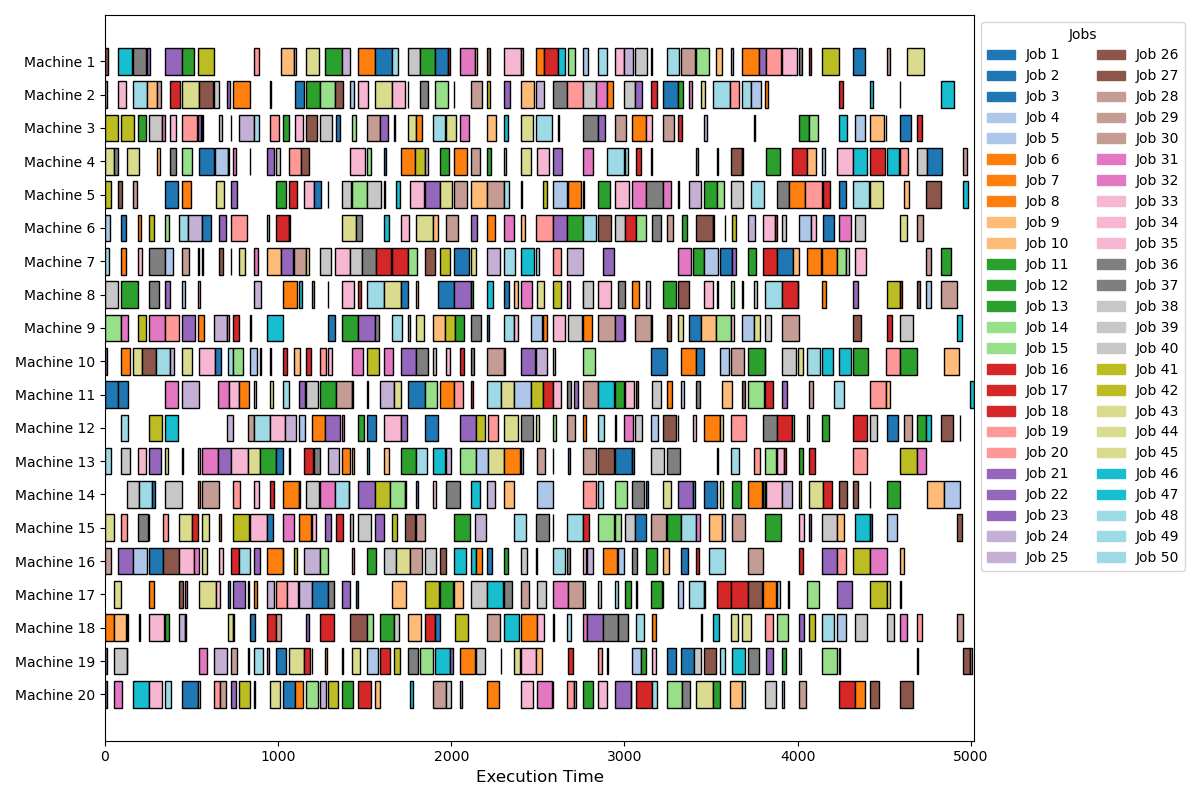 Machine 1
Machine 2
Machine 3
Machine 4
Machine 5
Machine 6
Machine 7
Machine 8
Machine 9
Machine 10
Machine 11
Machine 12
Machine 13
Machine 14
Machine 15
Machine 16
Machine 17
Machine 18
Machine 19
Machine 20
0 1000 2000 3000 4000 5000
Execution Time
Jobs
Job 1 Job 26
Job 2 Job 27
Job 3 Job 28
Job 4 Job 29
Job 5 Job 30
Job 6 Job 31
Job 7 Job 32
Job 8 Job 33
Job 9 Job 34
Job 10 Job 35
Job 11 Job 36
Job 12 Job 37
Job 13 Job 38
Job 14 Job 39
Job 15 Job 40
Job 16 Job 41
Job 17 Job 42
Job 18 Job 43
Job 19 Job 44
Job 20 Job 45
Job 21 Job 46
Job 22 Job 47
Job 23 Job 48
Job 24 Job 49
Job 25 Job 50